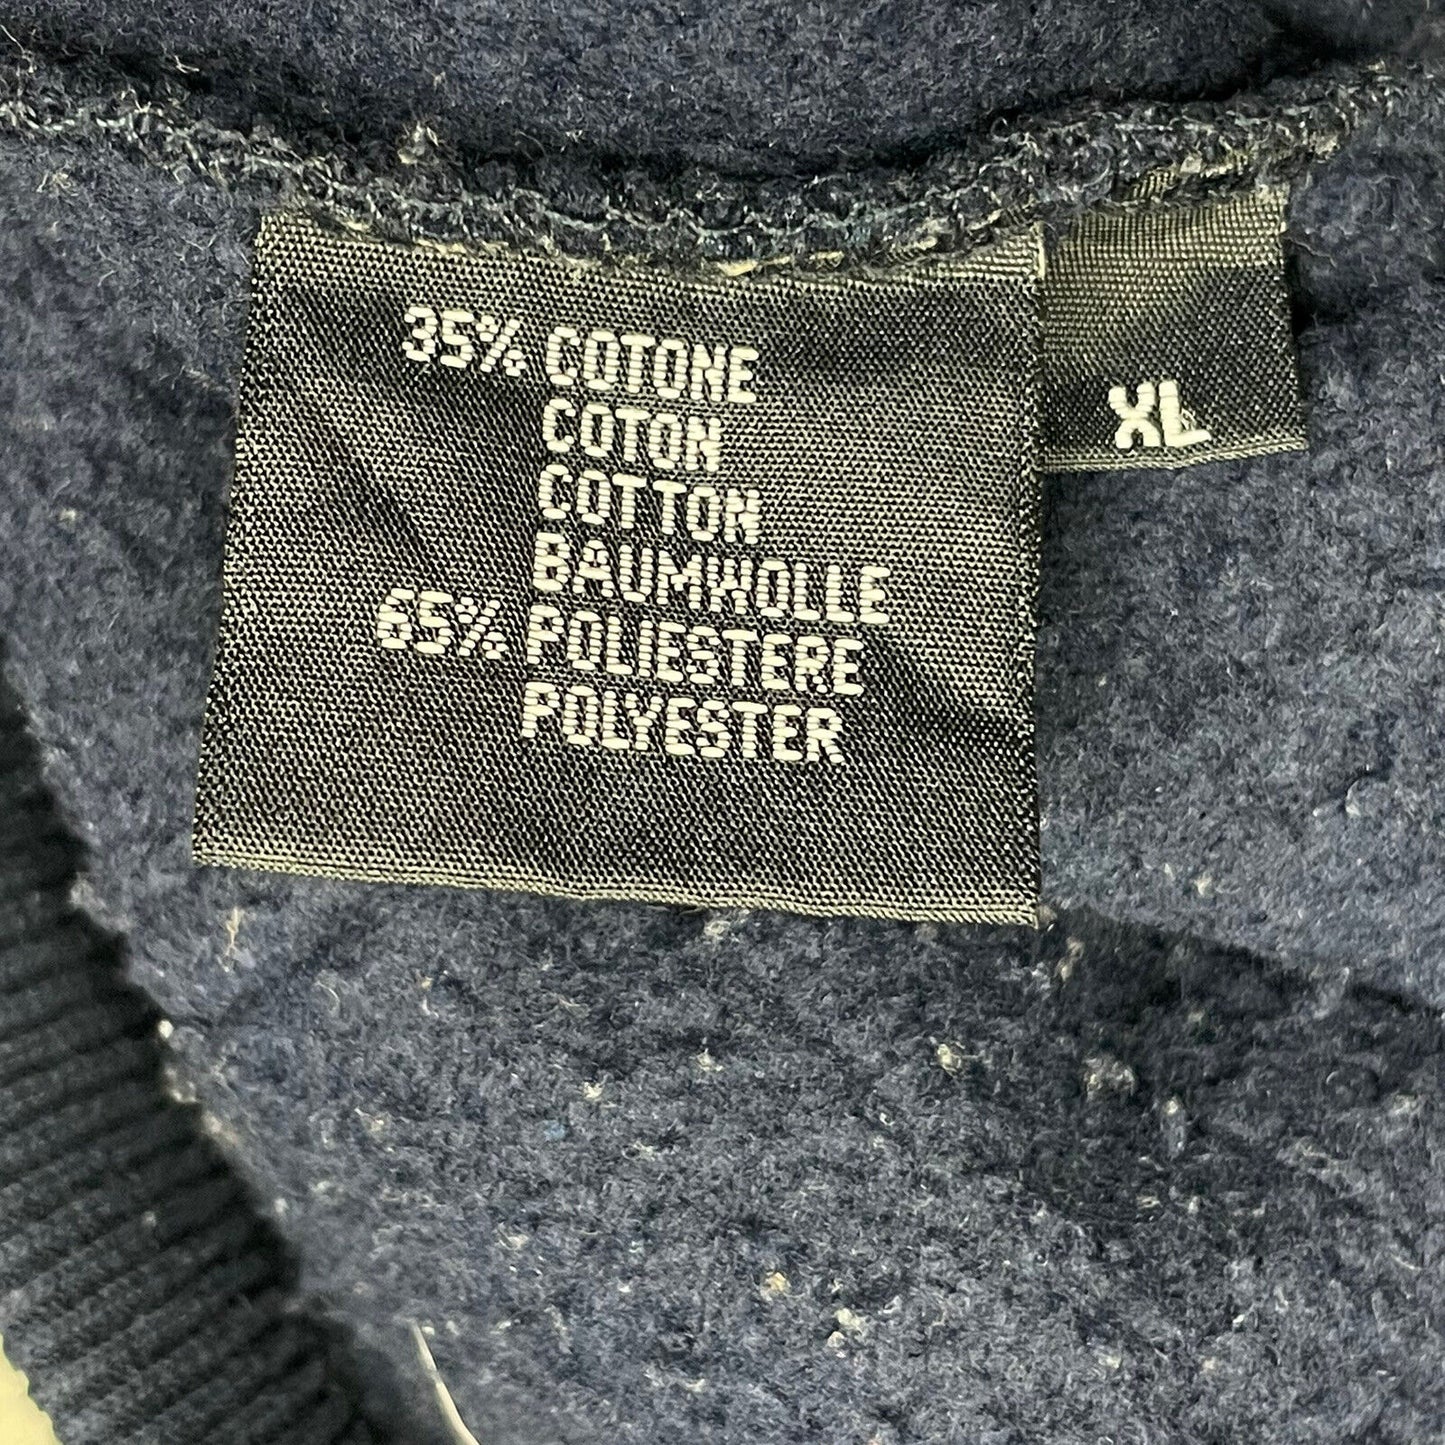 35% COTONE
COTON
COTTON
BAUMWOLLE
65% POLIESTERE
POLYESTER
XL